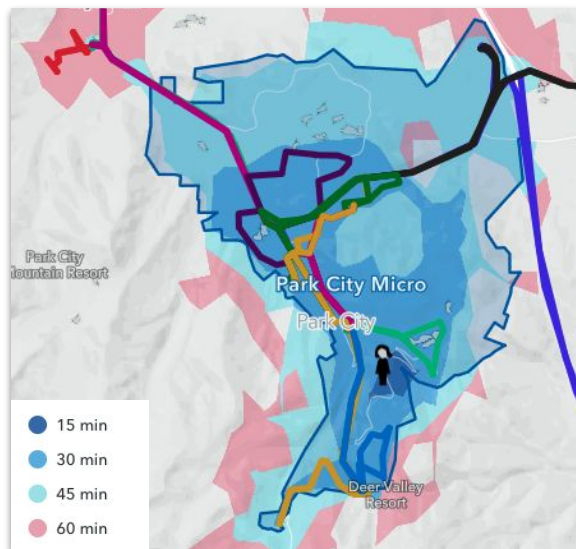 Park City
Mountain Resort
Park City Micro
Park City
Deer Valley
Resort
15 min
30 min
45 min
60 min